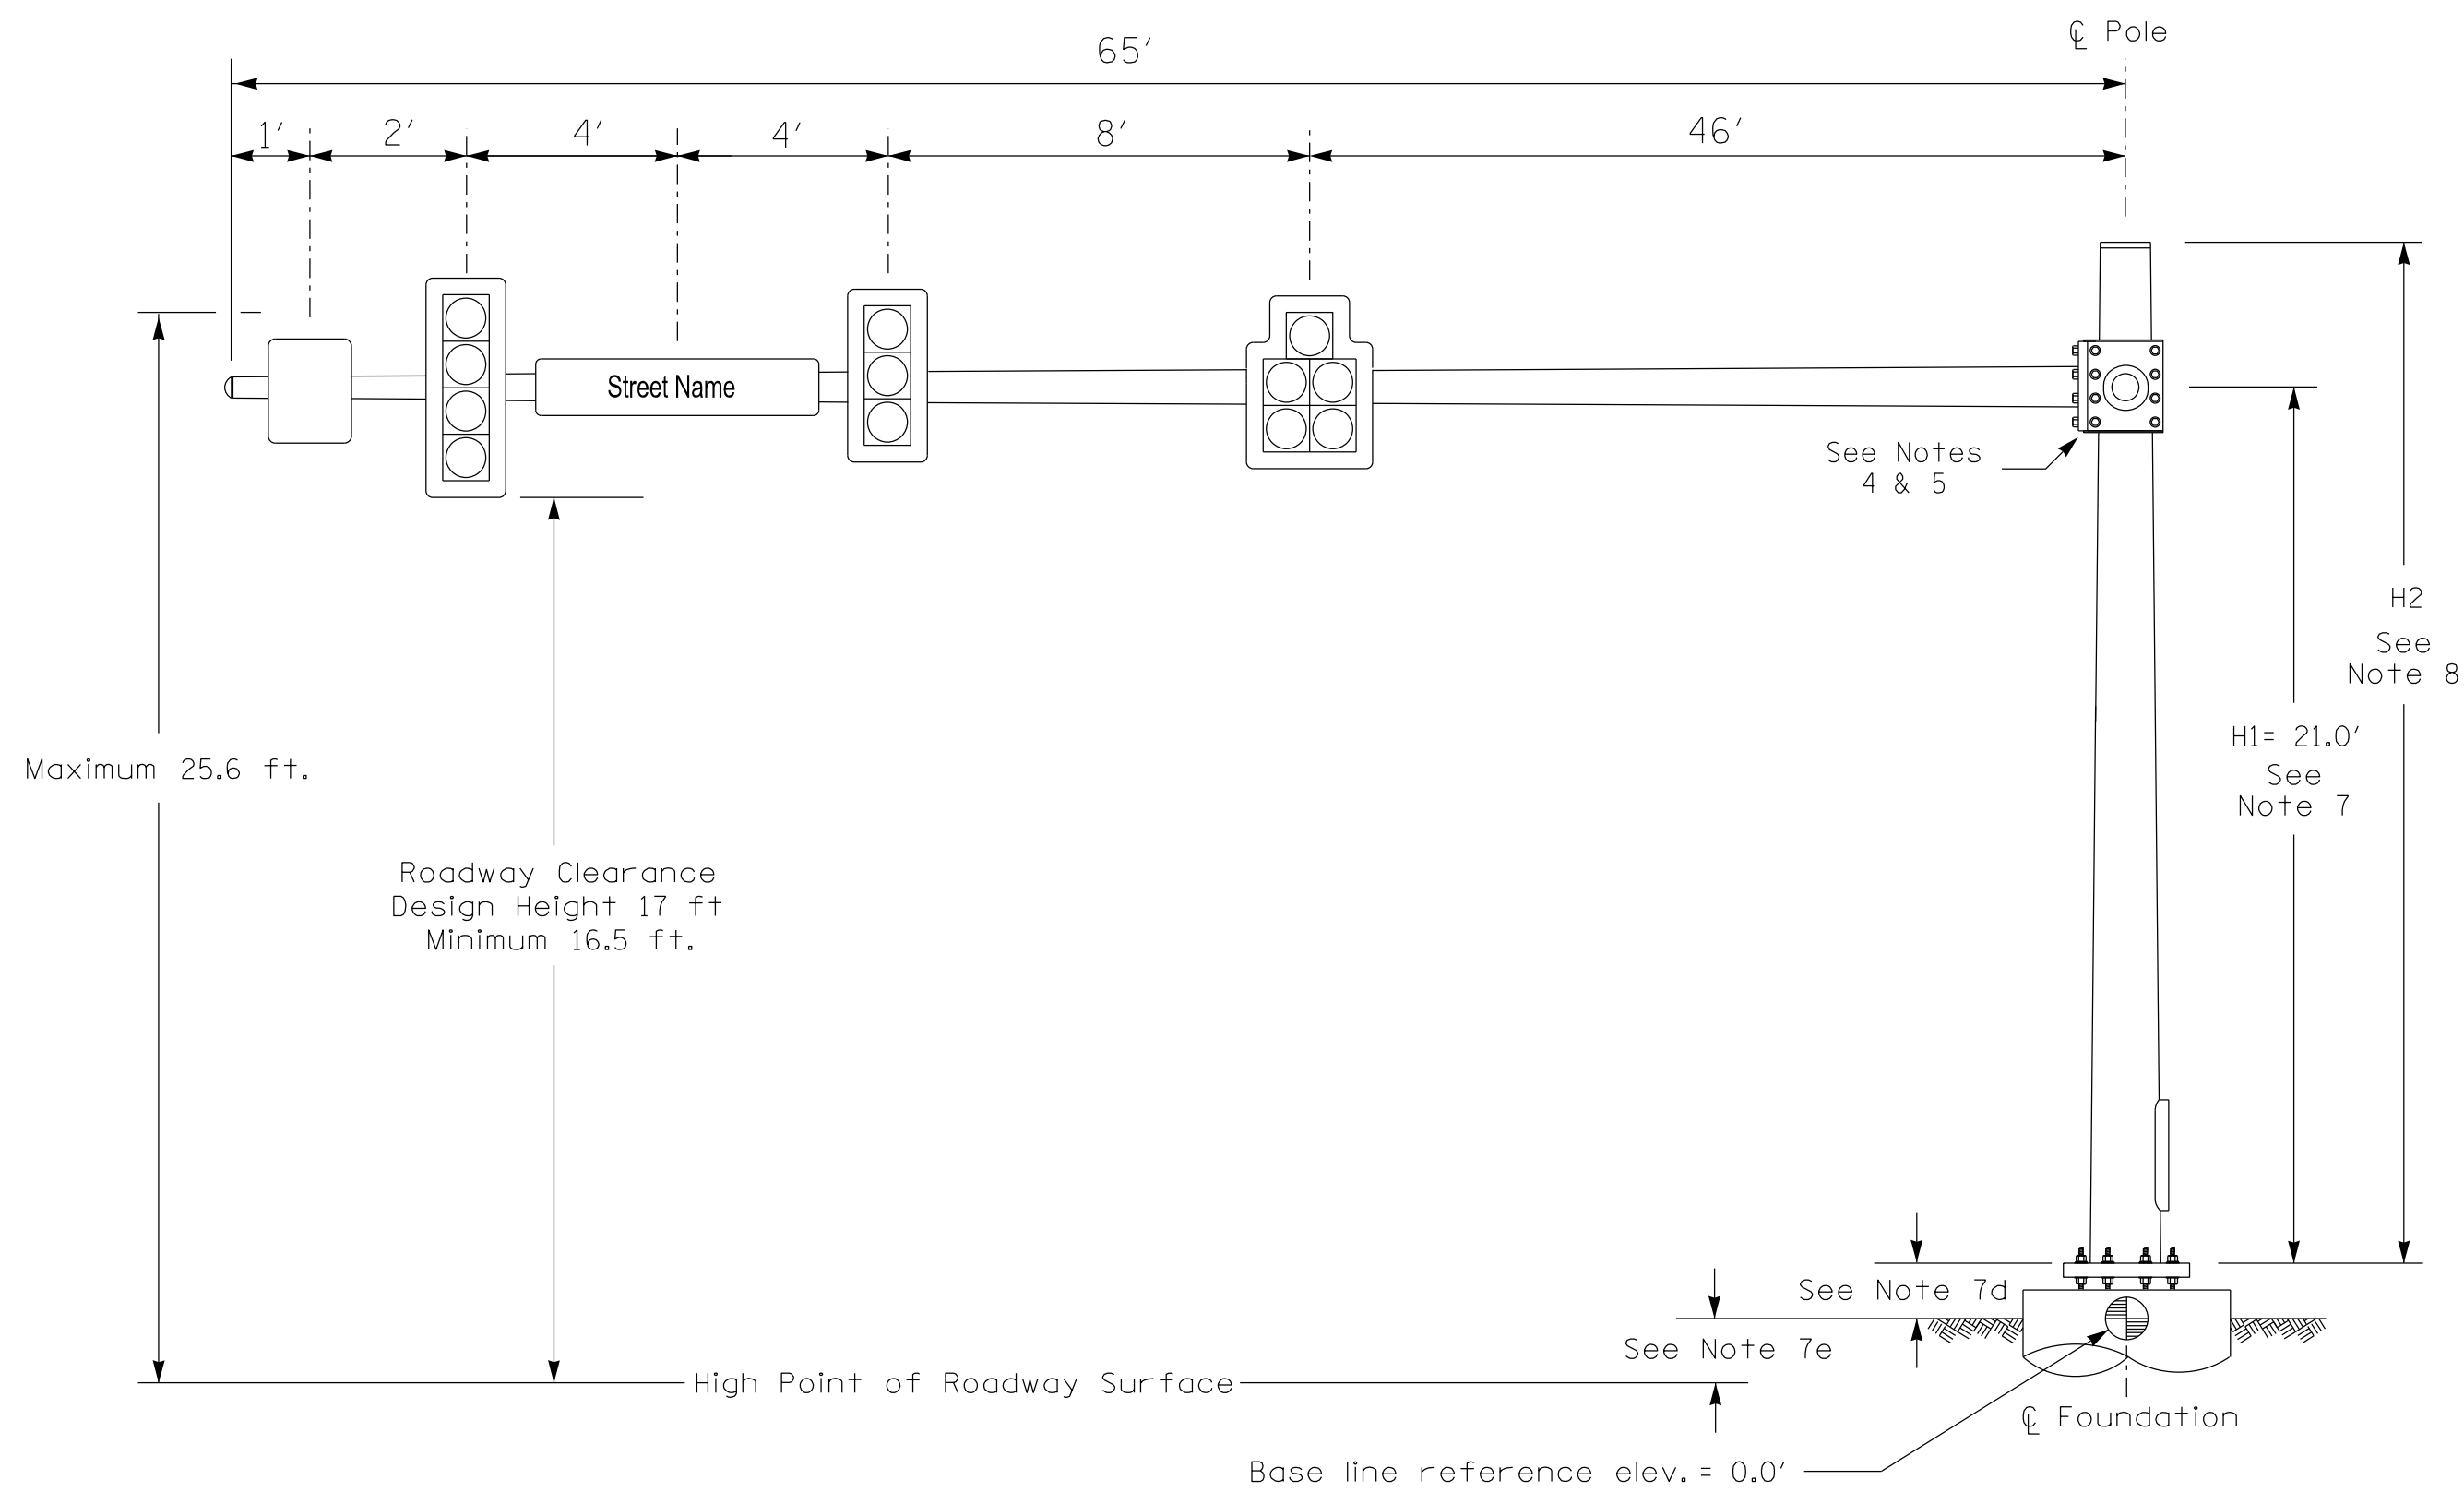 ℄ Pole
65'
1' 2' 4' 4' 8' 46'
Street Name
See Notes
4 & 5
H2
See
Note 8
H1= 21.0'
See
Note 7
Maximum 25.6 ft.
Roadway Clearance
Design Height 17 ft
Minimum 16.5 ft.
See Note 7d
See Note 7e
High Point of Roadway Surface
℄ Foundation
Base line reference elev. = 0.0'